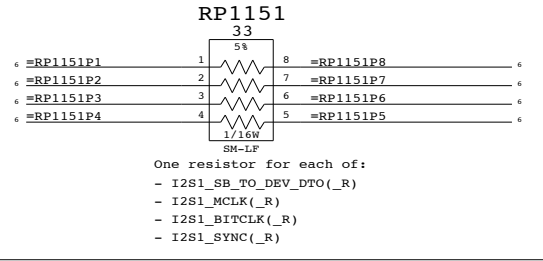 RP1151
33
5%
6 =RP1151P1 1 8 =RP1151P8 6
6 =RP1151P2 2 7 =RP1151P7 6
6 =RP1151P3 3 6 =RP1151P6 6
6 =RP1151P4 4 5 =RP1151P5 6
1/16W
SM-LF
One resistor for each of:
- I2S1_SB_TO_DEV_DTO(_R)
- I2S1_MCLK(_R)
- I2S1_BITCLK(_R)
- I2S1_SYNC(_R)